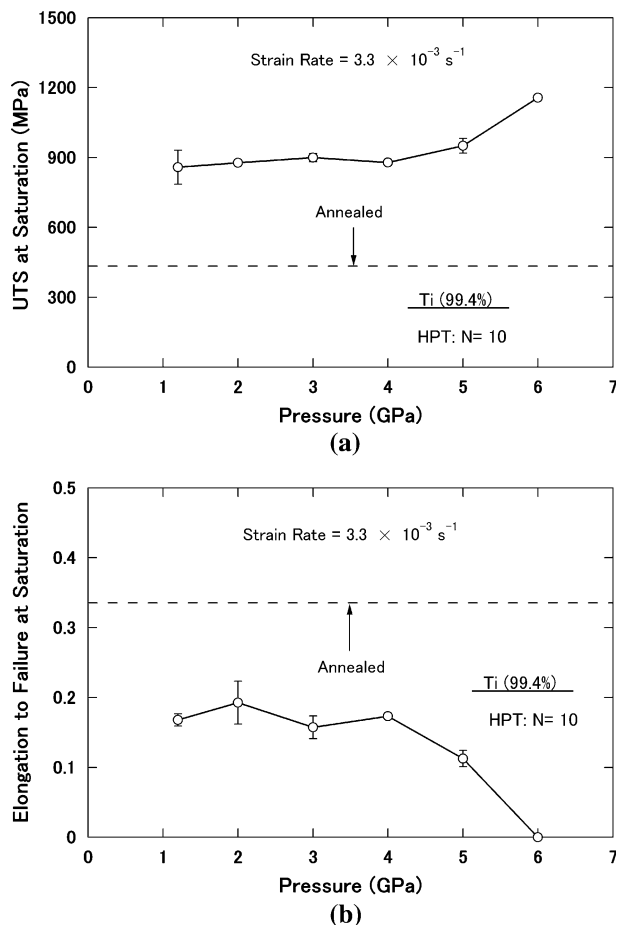 1500
1200
900
600
300
0
UTS at Saturation (MPa)
Strain Rate = 3.3 × 10⁻³ s⁻¹
Annealed
Ti (99.4%)
HPT: N= 10
0 1 2 3 4 5 6 7
Pressure (GPa)
(a)
0.5
0.4
0.3
0.2
0.1
0
Elongation to Failure at Saturation
Strain Rate = 3.3 × 10⁻³ s⁻¹
Annealed
Ti (99.4%)
HPT: N= 10
0 1 2 3 4 5 6 7
Pressure (GPa)
(b)